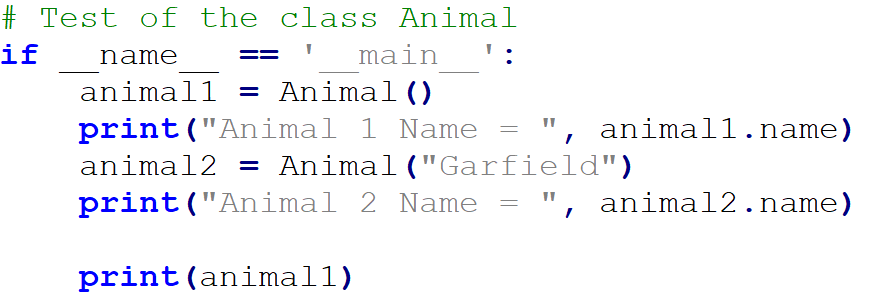 # Test of the class Animal
if __name__ == '__main__':
    animal1 = Animal()
    print("Animal 1 Name = ", animal1.name)
    animal2 = Animal("Garfield")
    print("Animal 2 Name = ", animal2.name)

    print(animal1)